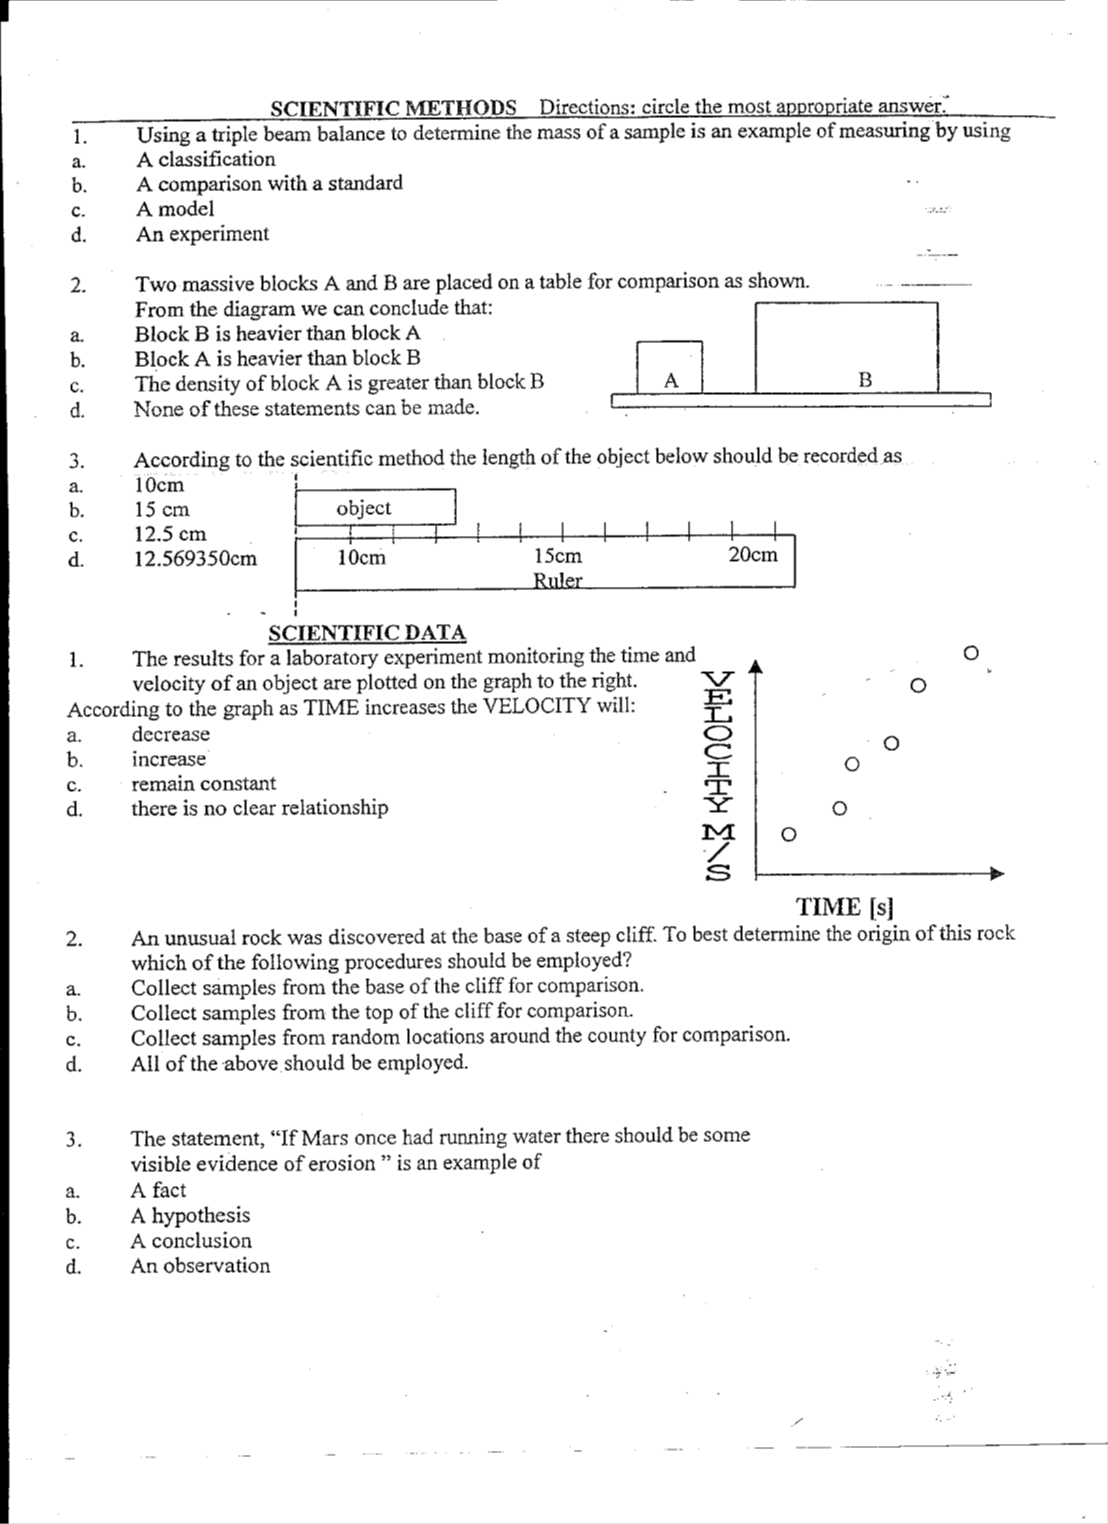 SCIENTIFIC METHODS Directions: circle the most appropriate answer.
1. Using a triple beam balance to determine the mass of a sample is an example of measuring by using
a. A classification
b. A comparison with a standard
c. A model
d. An experiment
2. Two massive blocks A and B are placed on a table for comparison as shown.
From the diagram we can conclude that:
a. Block B is heavier than block A
b. Block A is heavier than block B
c. The density of block A is greater than block B
d. None of these statements can be made.
A B
3. According to the scientific method the length of the object below should be recorded as
a. 10cm
b. 15 cm
c. 12.5 cm
d. 12.569350cm
object
10cm 15cm 20cm
Ruler
SCIENTIFIC DATA
1. The results for a laboratory experiment monitoring the time and
velocity of an object are plotted on the graph to the right.
According to the graph as TIME increases the VELOCITY will:
a. decrease
b. increase
c. remain constant
d. there is no clear relationship
VELOCITY M/S
TIME [s]
2. An unusual rock was discovered at the base of a steep cliff. To best determine the origin of this rock
which of the following procedures should be employed?
a. Collect samples from the base of the cliff for comparison.
b. Collect samples from the top of the cliff for comparison.
c. Collect samples from random locations around the county for comparison.
d. All of the above should be employed.
3. The statement, “If Mars once had running water there should be some
visible evidence of erosion ” is an example of
a. A fact
b. A hypothesis
c. A conclusion
d. An observation